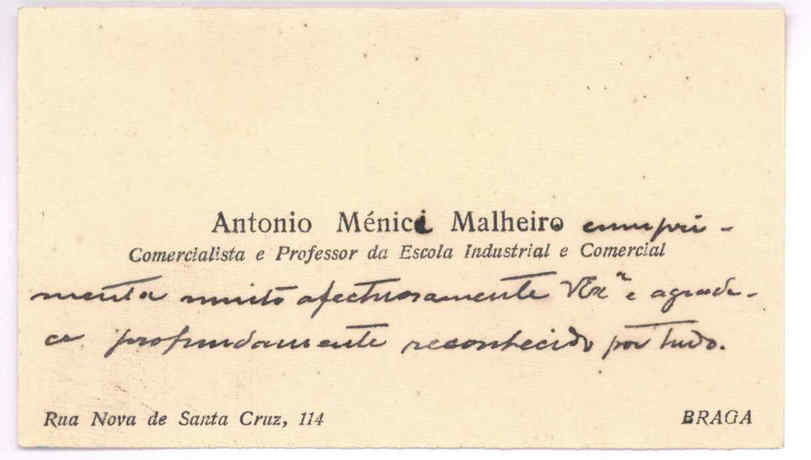 Antonio Ménici Malheiro cumpri-
Comercialista e Professor da Escola Industrial e Comercial
menta muito afectuosamente V. Ex.ª e agrade-
ce profundamente reconhecido por tudo.
Rua Nova de Santa Cruz, 114
BRAGA